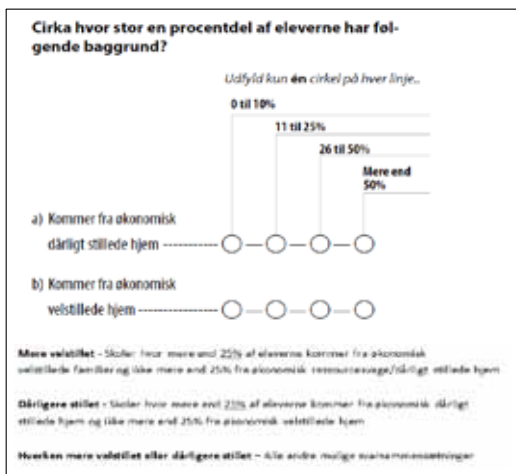 Cirka hvor stor en procentdel af eleverne har føl-
gende baggrund?
Udfyld kun én cirkel på hver linje..
0 til 10%
11 til 25%
26 til 50%
Mere end
50%
a) Kommer fra økonomisk
dårligt stillede hjem
b) Kommer fra økonomisk
velstillede hjem
Mere velstillet - Skoler hvor mere end 25% af eleverne kommer fra økonomisk
velstillede familier og ikke mere end 25% fra økonomisk ressourcesvage/dårligt stillede hjem
Dårligere stillet - Skoler hvor mere end 25% af eleverne kommer fra økonomisk dårligt
stillede hjem og ikke mere end 25% fra økonomisk velstillede hjem
Hverken mere velstillet eller dårligere stillet – Alle andre mulige svarsammensætninger